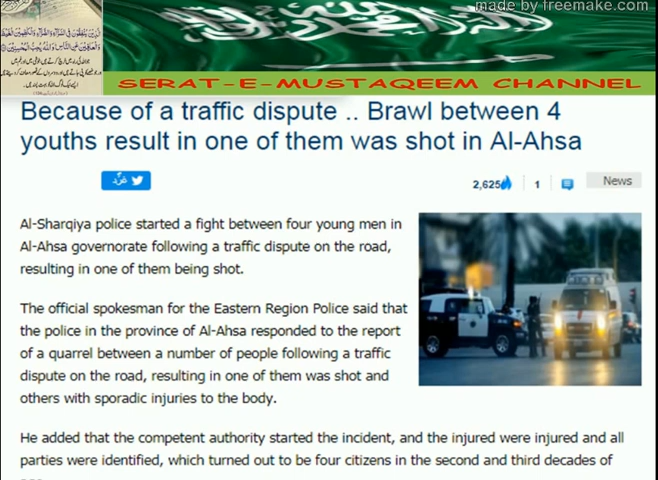 made by freemake.com
SERAT-E-MUSTAQEEM CHANNEL
Because of a traffic dispute .. Brawl between 4
youths result in one of them was shot in Al-Ahsa
غرّد
2,625
1
News
Al-Sharqiya police started a fight between four young men in
Al-Ahsa governorate following a traffic dispute on the road,
resulting in one of them being shot.
The official spokesman for the Eastern Region Police said that
the police in the province of Al-Ahsa responded to the report
of a quarrel between a number of people following a traffic
dispute on the road, resulting in one of them was shot and
others with sporadic injuries to the body.
He added that the competent authority started the incident, and the injured were injured and all
parties were identified, which turned out to be four citizens in the second and third decades of